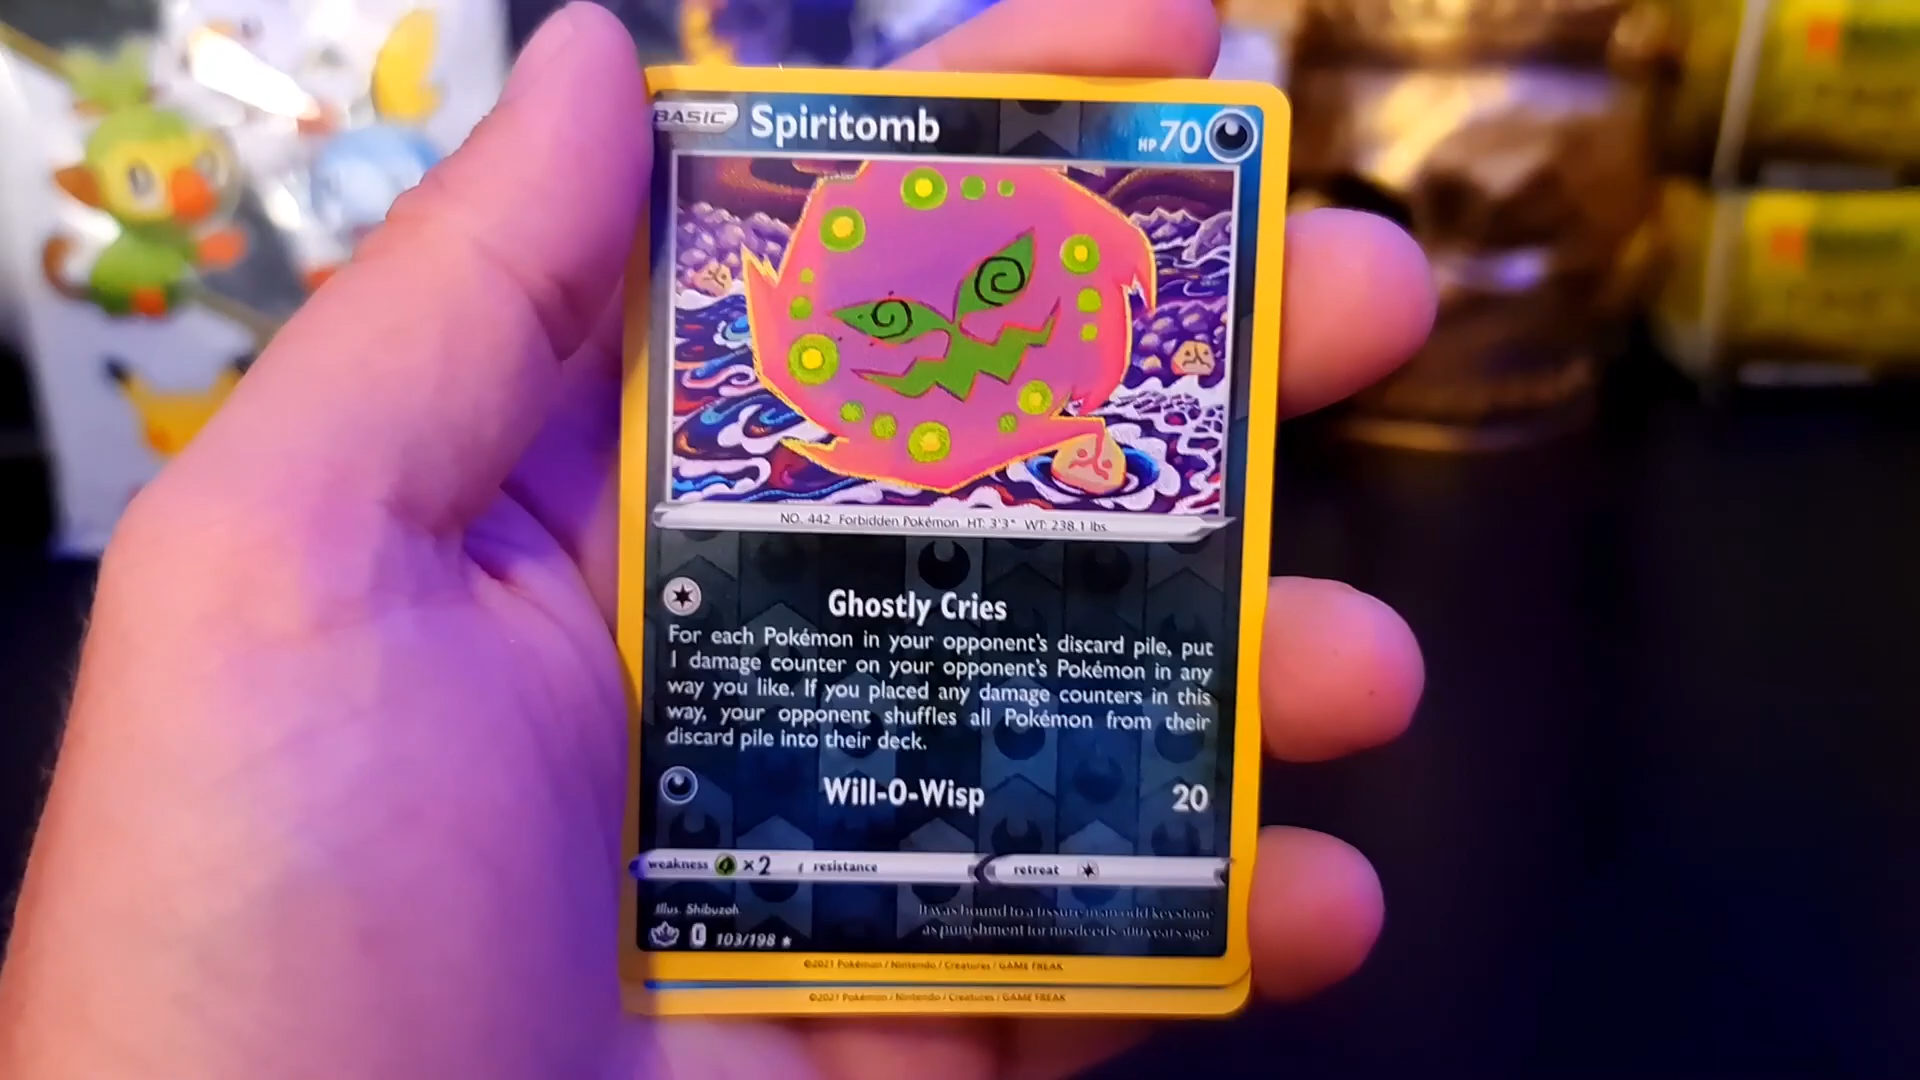 BASIC Spiritomb HP 70
NO. 442 Forbidden Pokémon HT: 3'3" WT: 238.1 lbs.
Ghostly Cries
For each Pokémon in your opponent's discard pile, put
1 damage counter on your opponent's Pokémon in any
way you like. If you placed any damage counters in this
way, your opponent shuffles all Pokémon from their
discard pile into their deck.
Will-O-Wisp 20
weakness ×2 resistance retreat
Illus. Shibuzoh.
It was bound to a fissure in an odd keystone
as punishment for misdeeds 500 years ago.
E 103/198 ★
©2021 Pokémon / Nintendo / Creatures / GAME FREAK
©2021 Pokémon / Nintendo / Creatures / GAME FREAK